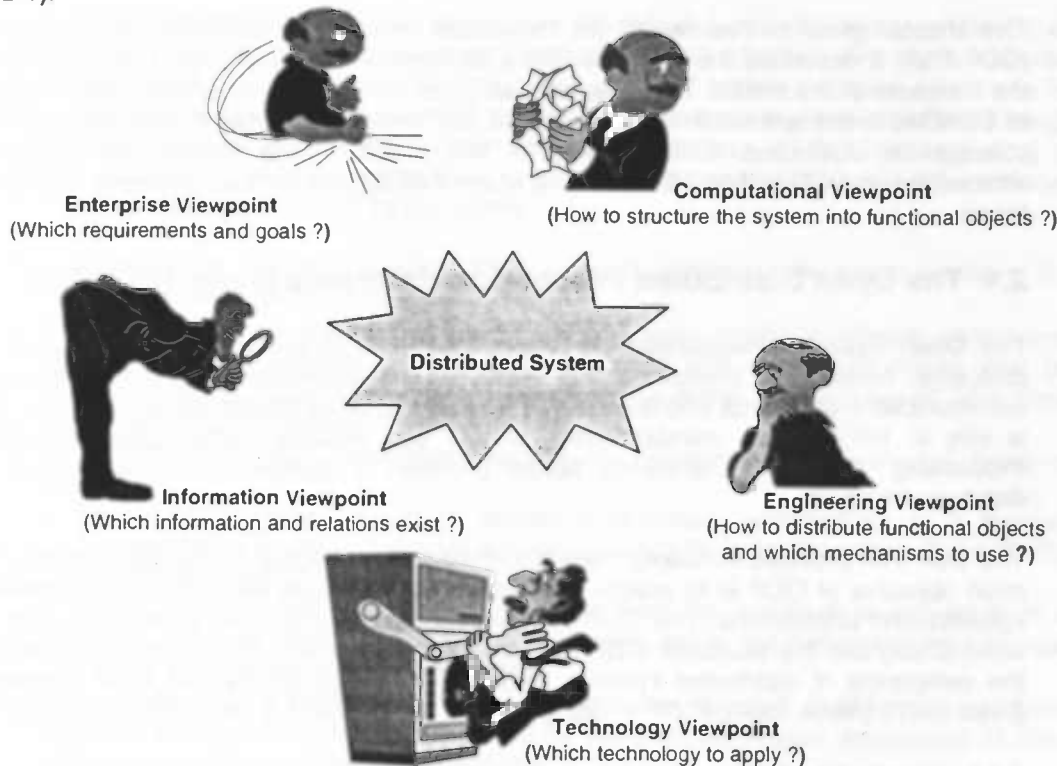 Enterprise Viewpoint
(Which requirements and goals ?)
Computational Viewpoint
(How to structure the system into functional objects ?)
Distributed System
Information Viewpoint
(Which information and relations exist ?)
Engineering Viewpoint
(How to distribute functional objects
and which mechanisms to use ?)
Technology Viewpoint
(Which technology to apply ?)